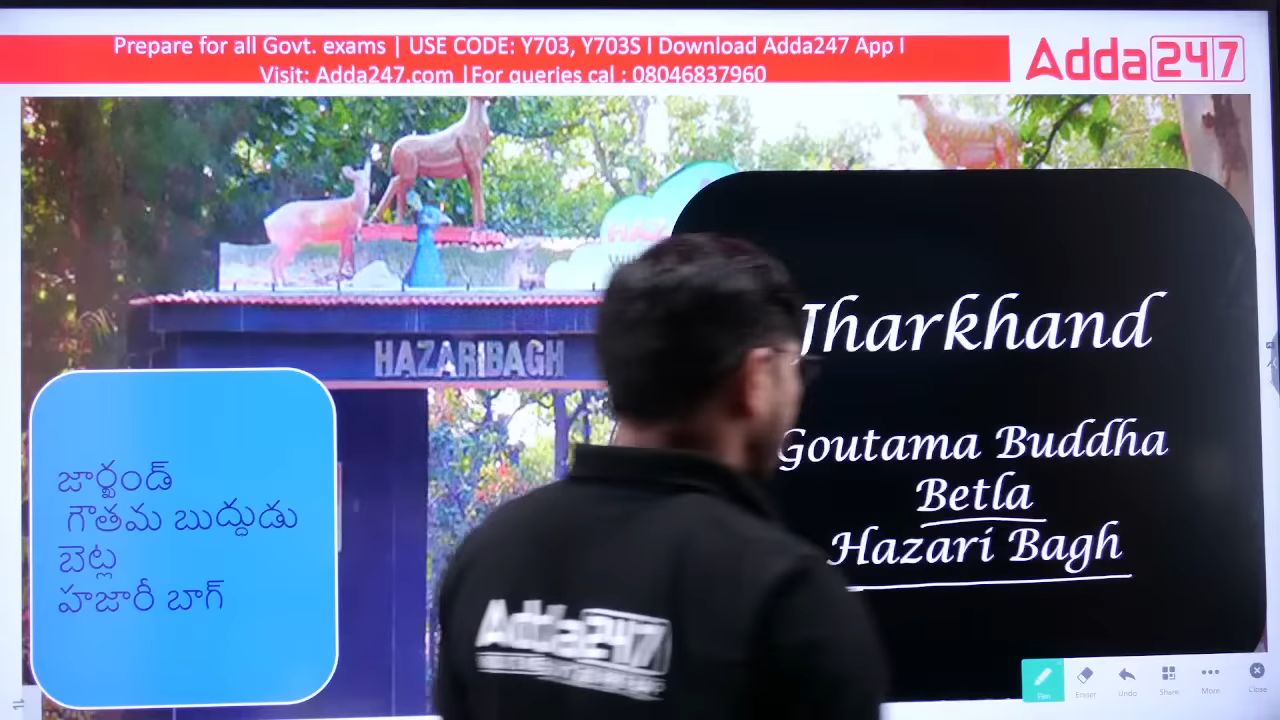 Prepare for all Govt. exams | USE CODE: Y703, Y703S I Download Adda247 App I
Visit: Adda247.com |For queries cal : 08046837960
Adda247
HAZARIBAGH
Jharkhand
Goutama Buddha
Betla
Hazari Bagh
జార్ఖండ్
గౌతమ బుద్దుడు
బెట్ల
హజారీ బాగ్
Adda247
Pen
Eraser
Undo
Share
More
Close